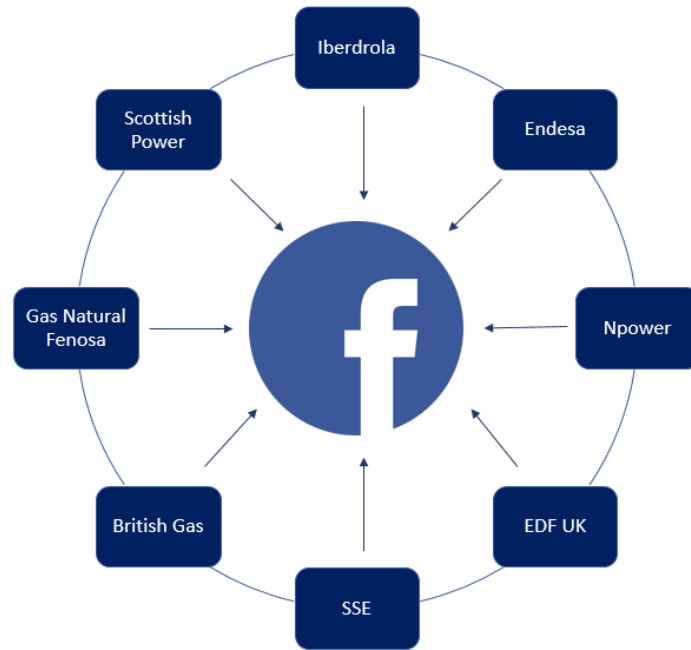 Iberdrola
Scottish
Power
Endesa
Gas Natural
Fenosa
f
Npower
British Gas
EDF UK
SSE